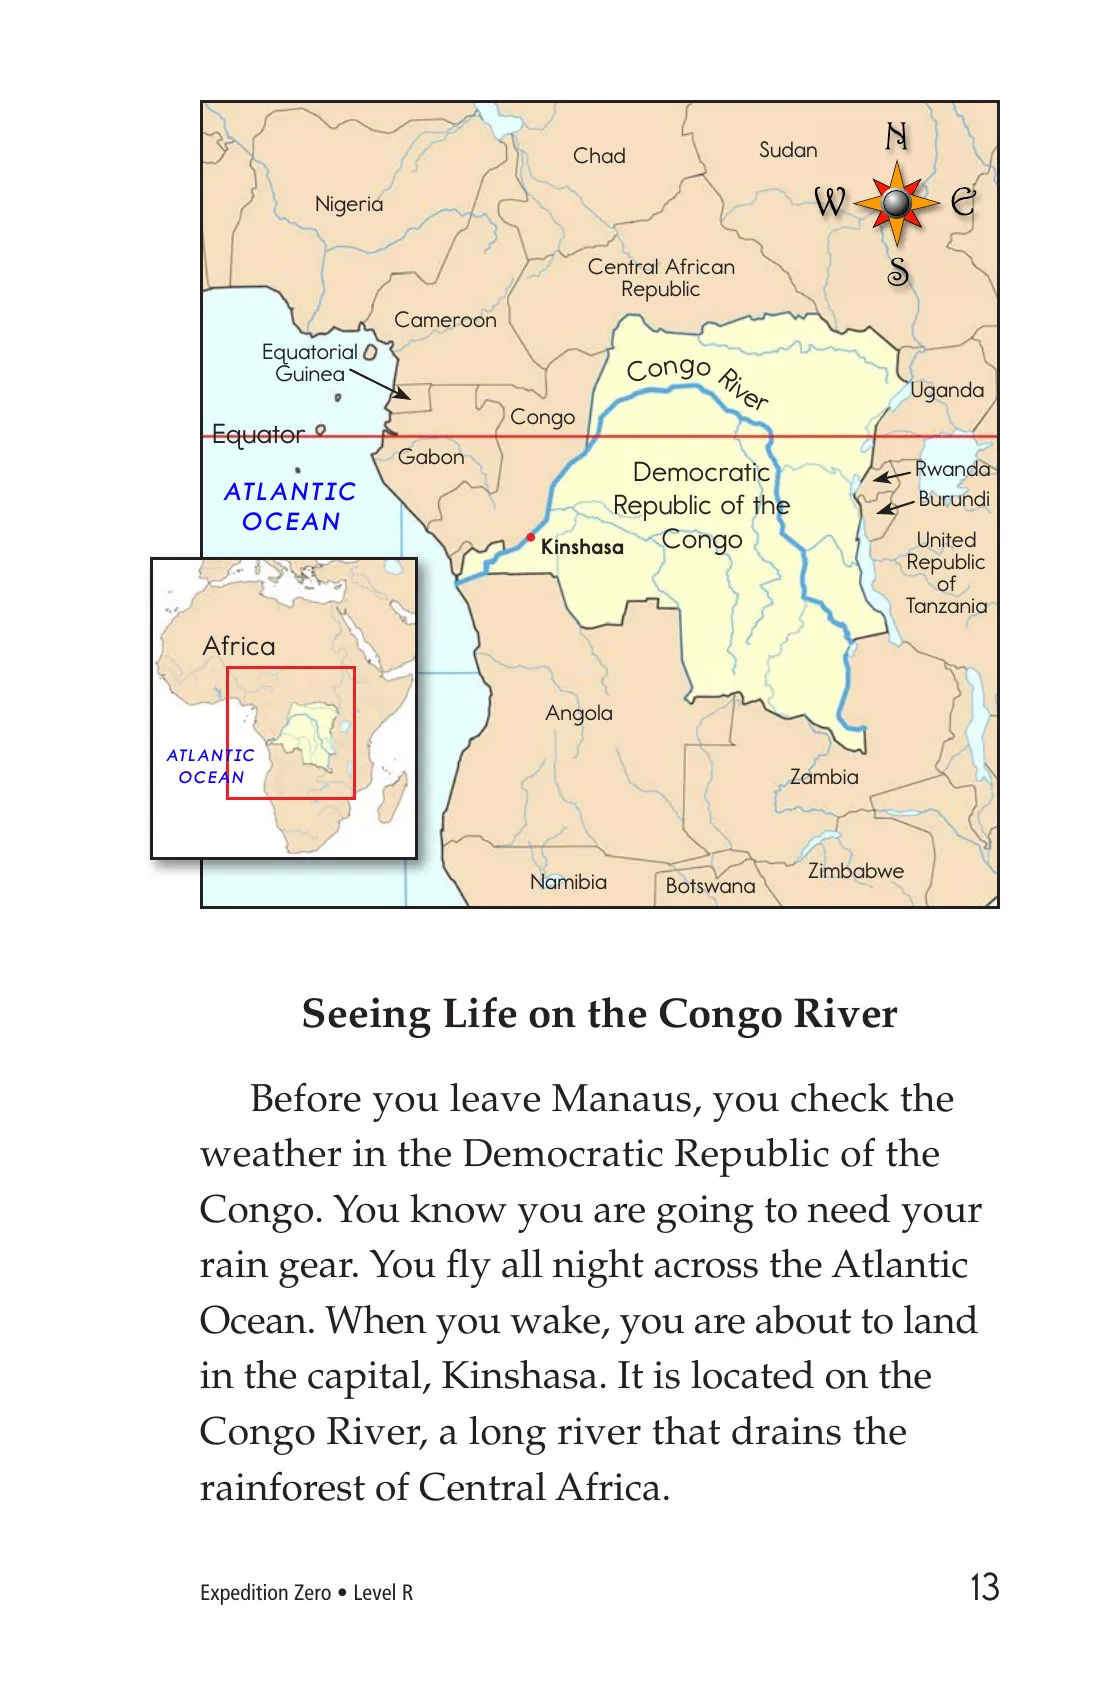 N
Chad
Sudan
W
E
Nigeria
S
Central African
Republic
Cameroon
Equatorial
Guinea
Congo River
Uganda
Congo
Equator
Gabon
Rwanda
Democratic
Republic of the
Congo
ATLANTIC
OCEAN
Burundi
Kinshasa
United
Republic
of
Tanzania
Africa
Angola
ATLANTIC
OCEAN
Zambia
Zimbabwe
Namibia
Botswana
Seeing Life on the Congo River
Before you leave Manaus, you check the
weather in the Democratic Republic of the
Congo. You know you are going to need your
rain gear. You fly all night across the Atlantic
Ocean. When you wake, you are about to land
in the capital, Kinshasa. It is located on the
Congo River, a long river that drains the
rainforest of Central Africa.
Expedition Zero • Level R
13